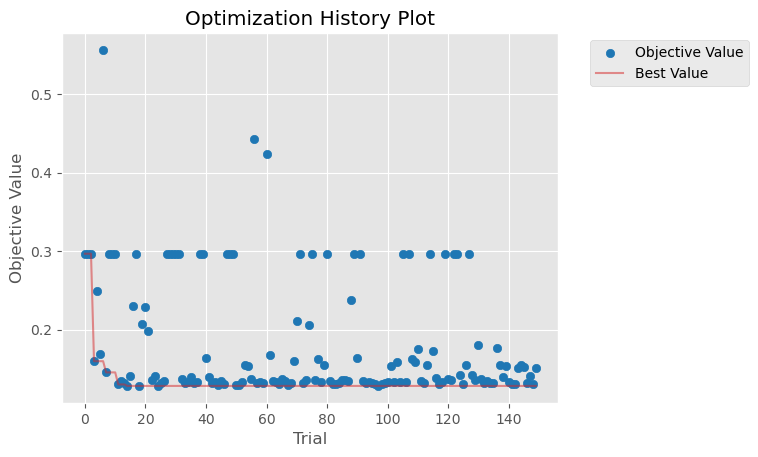 Optimization History Plot
Objective Value
Best Value
0.5
0.4
0.3
0.2
Objective Value
0
20
40
60
80
100
120
140
Trial